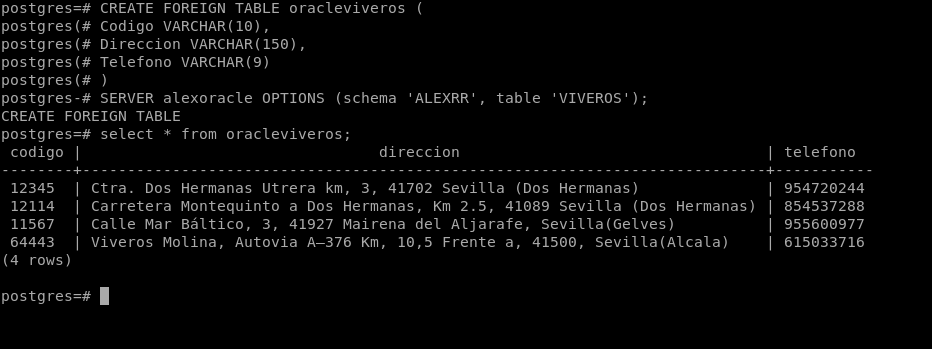 postgres=# CREATE FOREIGN TABLE oracleviveros (
postgres(# Codigo VARCHAR(10),
postgres(# Direccion VARCHAR(150),
postgres(# Telefono VARCHAR(9)
postgres(# )
postgres-# SERVER alexoracle OPTIONS (schema 'ALEXRR', table 'VIVEROS');
CREATE FOREIGN TABLE
postgres=# select * from oracleviveros;
 codigo |                                 direccion                                  | telefono
--------+----------------------------------------------------------------------------+-----------
 12345  | Ctra. Dos Hermanas Utrera km, 3, 41702 Sevilla (Dos Hermanas)              | 954720244
 12114  | Carretera Montequinto a Dos Hermanas, Km 2.5, 41089 Sevilla (Dos Hermanas) | 854537288
 11567  | Calle Mar Báltico, 3, 41927 Mairena del Aljarafe, Sevilla(Gelves)          | 955600977
 64443  | Viveros Molina, Autovia A—376 Km, 10,5 Frente a, 41500, Sevilla(Alcala)    | 615033716
(4 rows)
postgres=#